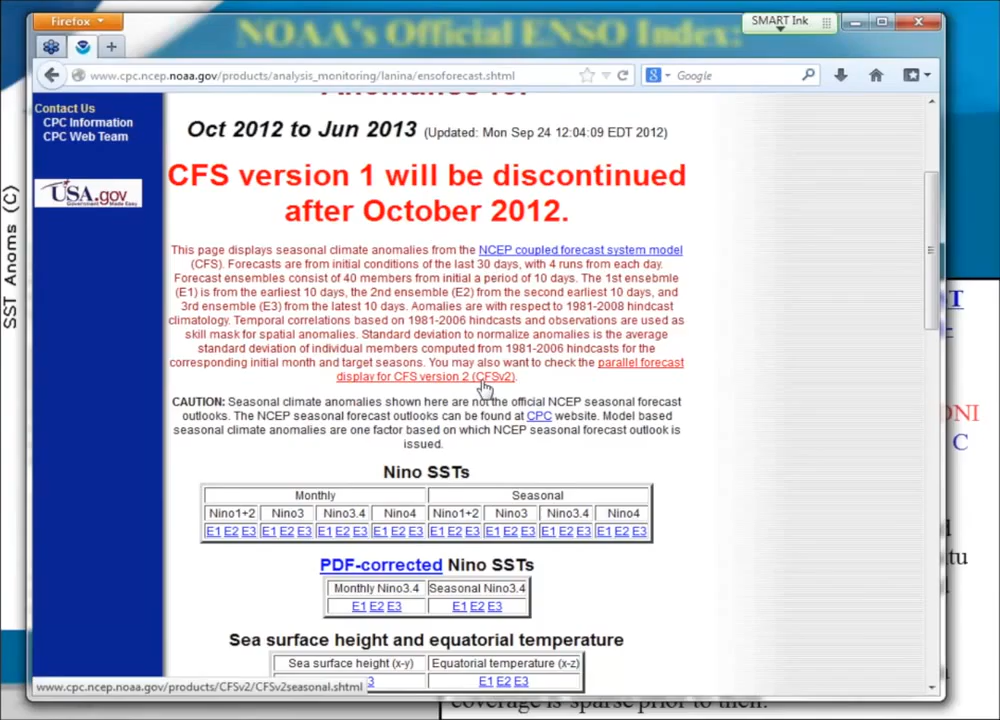 NOAA's Official ENSO Index:
Firefox
SMART Ink
www.cpc.ncep.noaa.gov/products/analysis_monitoring/lanina/ensoforecast.shtml
Google
Contact Us
CPC Information
CPC Web Team
USA.gov
Government Made Easy
SST Anoms (C)
Anomalies for
Oct 2012 to Jun 2013 (Updated: Mon Sep 24 12:04:09 EDT 2012)
CFS version 1 will be discontinued
after October 2012.
This page displays seasonal climate anomalies from the NCEP coupled forecast system model
(CFS). Forecasts are from initial conditions of the last 30 days, with 4 runs from each day.
Forecast ensembles consist of 40 members from initial a period of 10 days. The 1st ensebmle
(E1) is from the earliest 10 days, the 2nd ensemble (E2) from the second earliest 10 days, and
3rd ensemble (E3) from the latest 10 days. Aomalies are with respect to 1981-2008 hindcast
climatology. Temporal correlations based on 1981-2006 hindcasts and observations are used as
skill mask for spatial anomalies. Standard deviation to normalize anomalies is the average
standard deviation of individual members computed from 1981-2006 hindcasts for the
corresponding initial month and target seasons. You may also want to check the parallel forecast
display for CFS version 2 (CFSv2).
CAUTION: Seasonal climate anomalies shown here are not the official NCEP seasonal forecast
outlooks. The NCEP seasonal forecast outlooks can be found at CPC website. Model based
seasonal climate anomalies are one factor based on which NCEP seasonal forecast outlook is
issued.
Nino SSTs
Monthly Seasonal
Nino1+2 Nino3 Nino3.4 Nino4 Nino1+2 Nino3 Nino3.4 Nino4
E1 E2 E3 E1 E2 E3 E1 E2 E3 E1 E2 E3 E1 E2 E3 E1 E2 E3 E1 E2 E3 E1 E2 E3
PDF-corrected Nino SSTs
Monthly Nino3.4 Seasonal Nino3.4
E1 E2 E3 E1 E2 E3
Sea surface height and equatorial temperature
Sea surface height (x-y) Equatorial temperature (x-z)
3 E1 E2 E3
www.cpc.ncep.noaa.gov/products/CFSv2/CFSv2seasonal.shtml
T
ONI
C
d
tu
coverage is sparse prior to then.